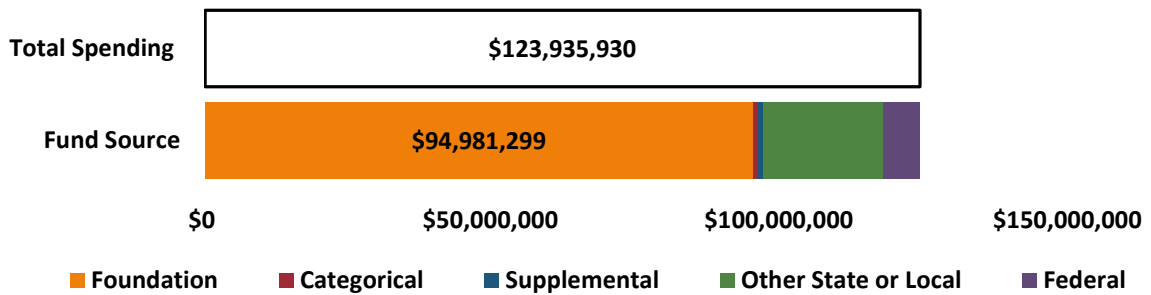 Total Spending $123,935,930
Fund Source $94,981,299
$0 $50,000,000 $100,000,000 $150,000,000
Foundation Categorical Supplemental Other State or Local Federal